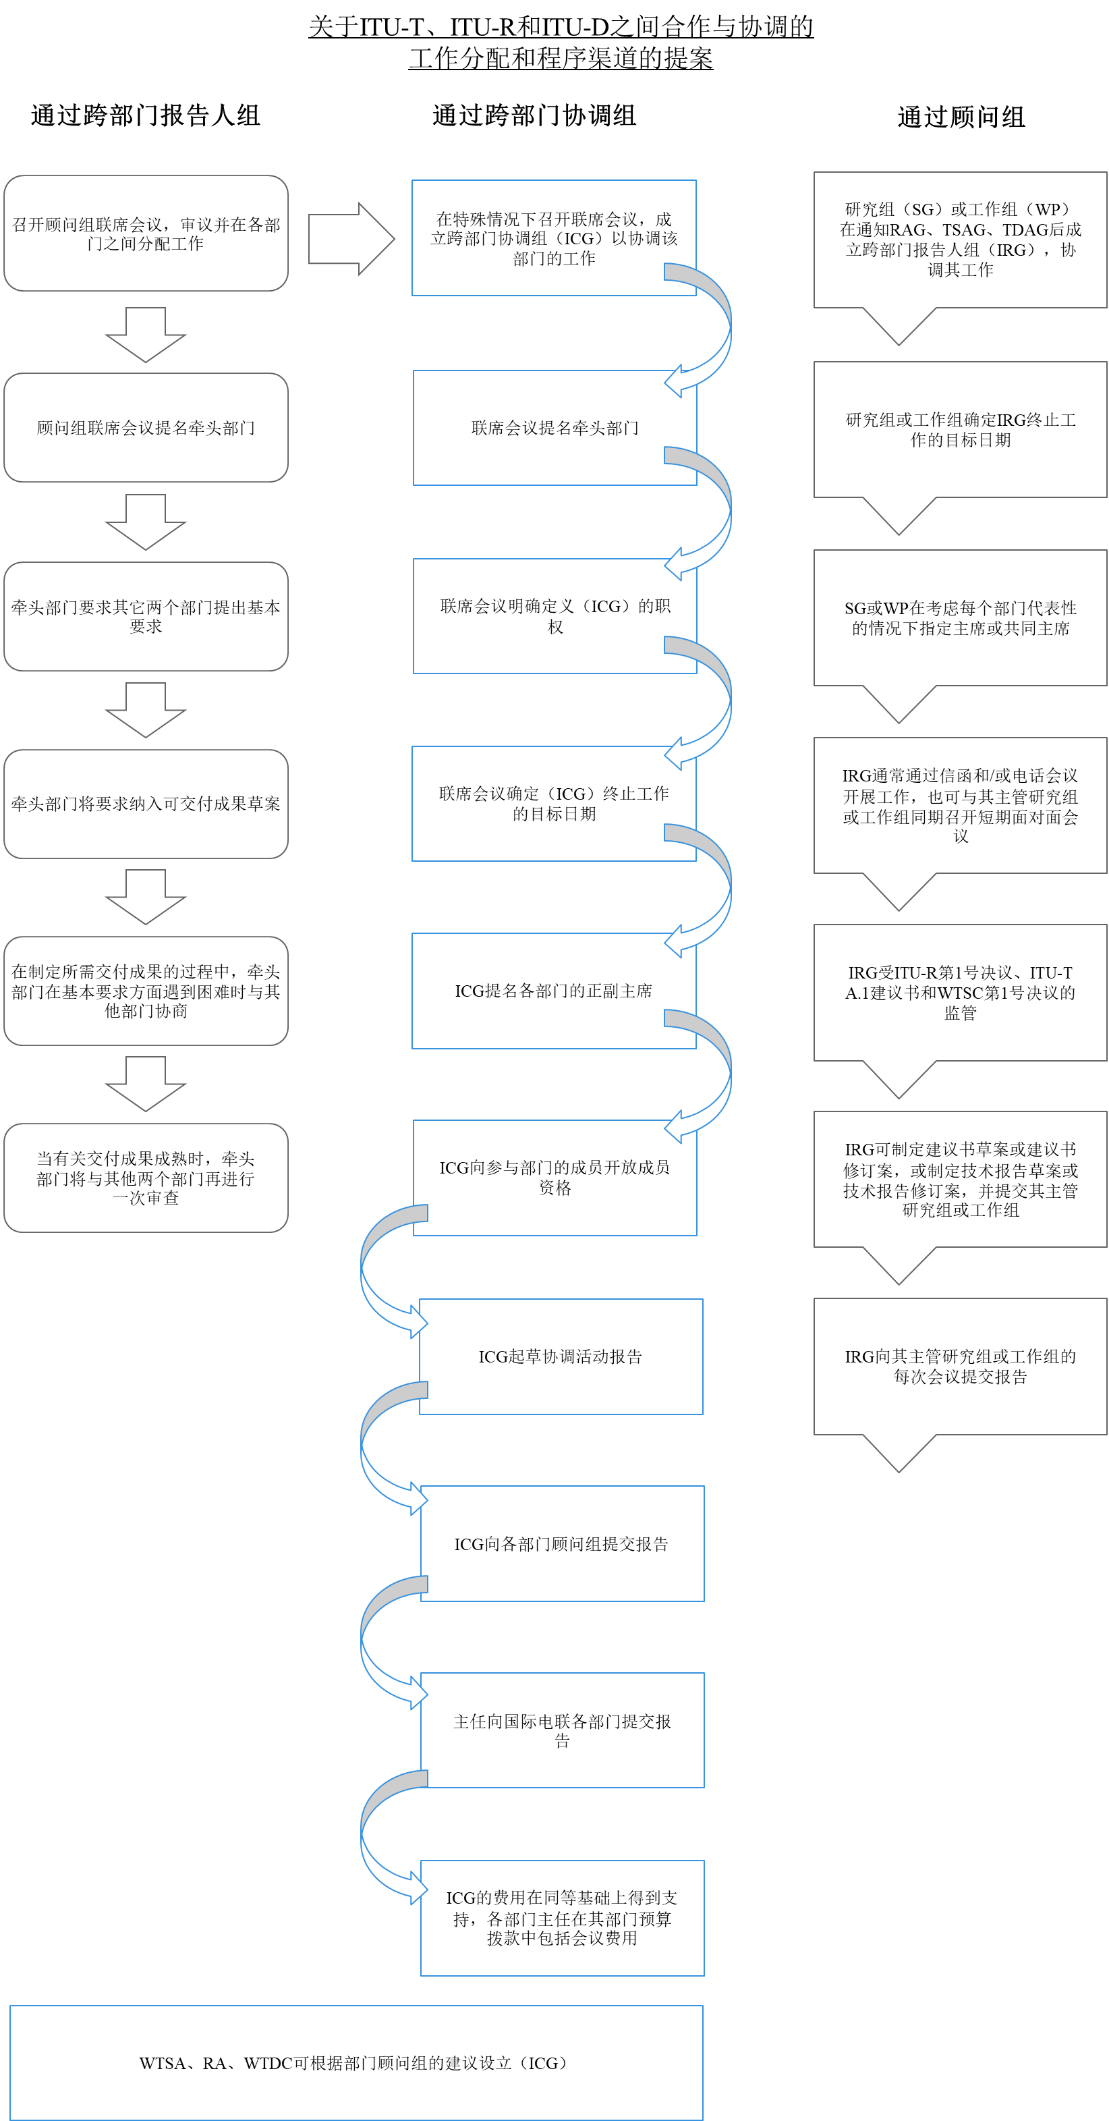 关于ITU-T、ITU-R和ITU-D之间合作与协调的
工作分配和程序渠道的提案
通过跨部门报告人组
召开顾问组联席会议，审议并在各部
门之间分配工作
顾问组联席会议提名牵头部门
牵头部门要求其它两个部门提出基本
要求
牵头部门将要求纳入可交付成果草案
在制定所需交付成果的过程中，牵头
部门在基本要求方面遇到困难时与其
他部门协商
当有关交付成果成熟时，牵头
部门将与其他两个部门再进行
一次审查
通过跨部门协调组
在特殊情况下召开联席会议，成
立跨部门协调组（ICG）以协调该
部门的工作
联席会议提名牵头部门
联席会议明确定义（ICG）的职
权
联席会议确定（ICG）终止工作
的目标日期
ICG提名各部门的正副主席
ICG向参与部门的成员开放成员
资格
ICG起草协调活动报告
ICG向各部门顾问组提交报告
主任向国际电联各部门提交报
告
ICG的费用在同等基础上得到支
持，各部门主任在其部门预算
拨款中包括会议费用
通过顾问组
研究组（SG）或工作组（WP）
在通知RAG、TSAG、TDAG后成
立跨部门报告人组（IRG），协
调其工作
研究组或工作组确定IRG终止工
作的目标日期
SG或WP在考虑每个部门代表性
的情况下指定主席或共同主席
IRG通常通过信函和/或电话会议
开展工作，也可与其主管研究组
或工作组同期召开短期面对面会
议
IRG受ITU-R第1号决议、ITU-T
A.1建议书和WTSC第1号决议的
监管
IRG可制定建议书草案或建议书
修订案，或制定技术报告草案或
技术报告修订案，并提交其主管
研究组或工作组
IRG向其主管研究组或工作组的
每次会议提交报告
WTSA、RA、WTDC可根据部门顾问组的建议设立（ICG）